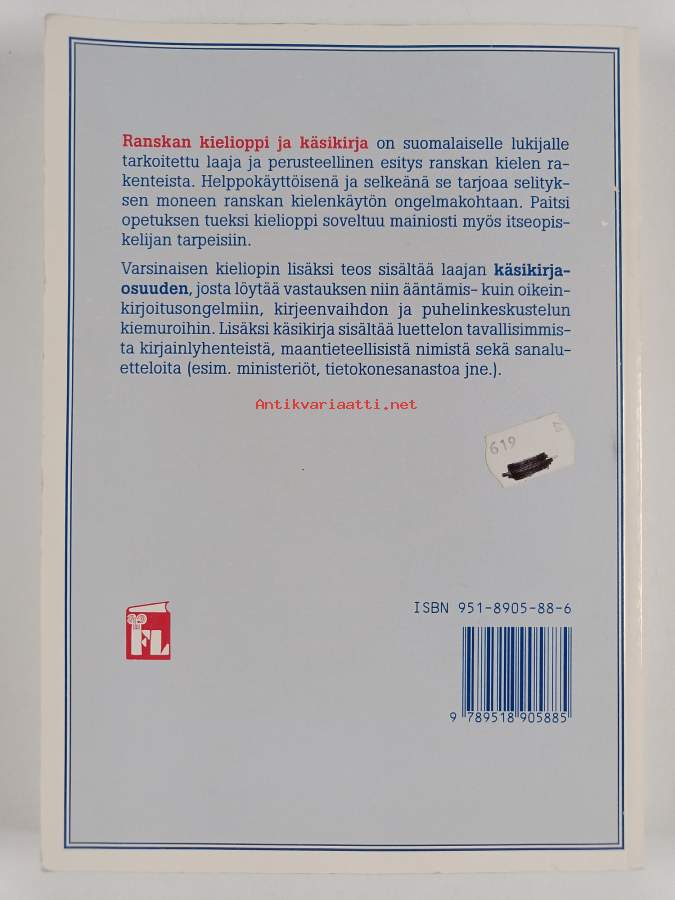 Ranskan kielioppi ja käsikirja on suomalaiselle lukijalle
tarkoitettu laaja ja perusteellinen esitys ranskan kielen ra-
kenteista. Helppokäyttöisenä ja selkeänä se tarjoaa selityk-
sen moneen ranskan kielenkäytön ongelmakohtaan. Paitsi
opetuksen tueksi kielioppi soveltuu mainiosti myös itseopis-
kelijan tarpeisiin.
Varsinaisen kieliopin lisäksi teos sisältää laajan käsikirja-
osuuden, josta löytää vastauksen niin ääntämis- kuin oikein-
kirjoitusongelmiin, kirjeenvaihdon ja puhelinkeskustelun
kiemuroihin. Lisäksi käsikirja sisältää luettelon tavallisimmis-
ta kirjainlyhenteistä, maantieteellisistä nimistä sekä sanalu-
etteloita (esim. ministeriöt, tietokonesanastoa jne.).
Antikvariaatti.net
619
ISBN 951-8905-88-6
FL
9 789518 905885